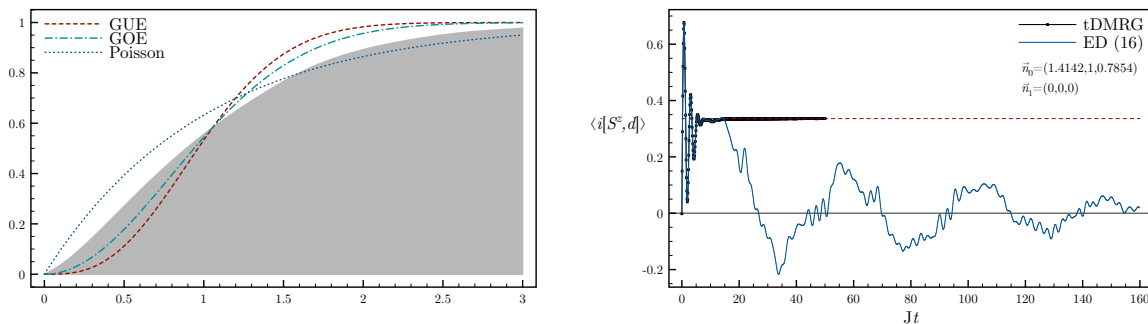 GUE
GOE
Poisson
1
0.8
0.6
0.4
0.2
0
0 0.5 1 1.5 2 2.5 3
tDMRG
ED (16)
n⃗₀=(1.4142,1,0.7854)
n⃗₁=(0,0,0)
0.6
0.4
⟨i[Sᶻ,d]⟩
0.2
0
-0.2
0 20 40 60 80 100 120 140 160
Jt